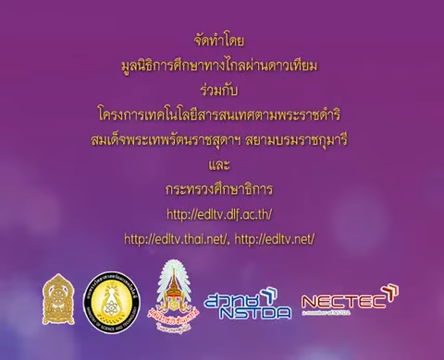 จัดทำโดย
มูลนิธิการศึกษาทางไกลผ่านดาวเทียม
ร่วมกับ
โครงการเทคโนโลยีสารสนเทศตามพระราชดำริ
สมเด็จพระเทพรัตนราชสุดาฯ สยามบรมราชกุมารี
และ
กระทรวงศึกษาธิการ
http://edltv.dlf.ac.th/
http://edltv.thai.net/, http://edltv.net/
สวทช
NSTDA
NECTEC
a member of NSTDA